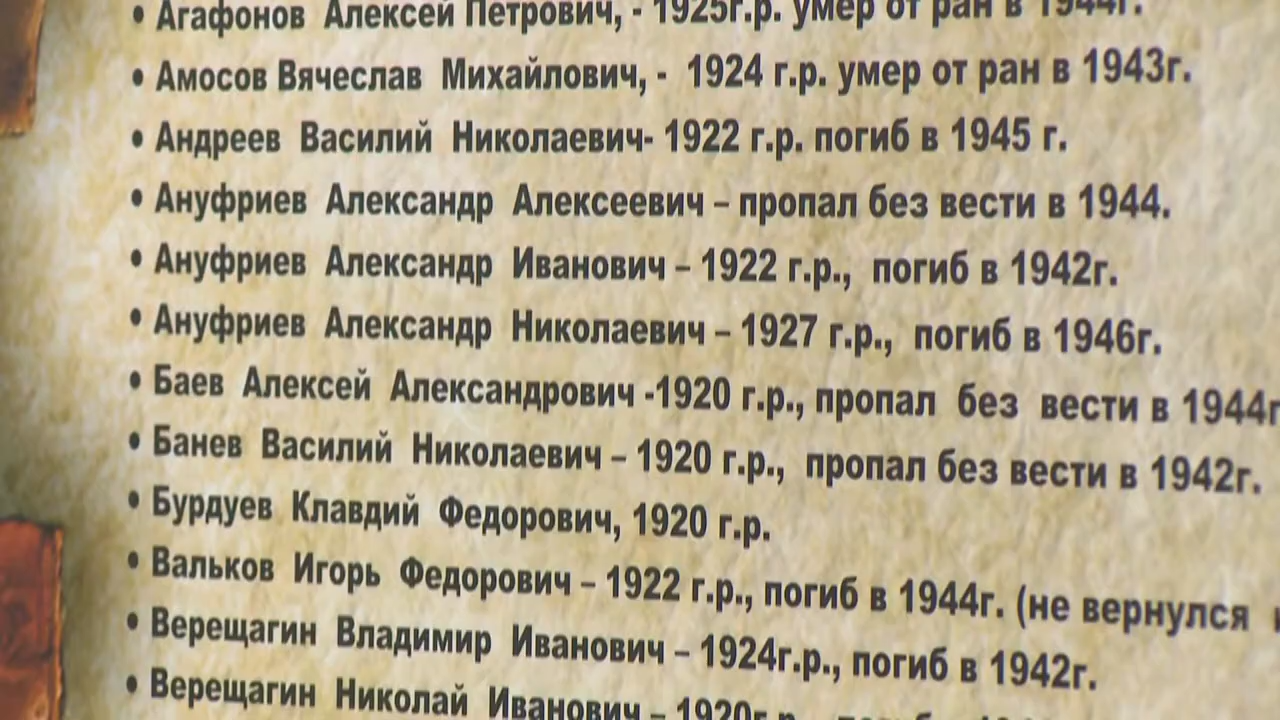 • Агафонов Алексей Петрович, - 1925г.р. умер от ран в 1944г.
• Амосов Вячеслав Михайлович, - 1924 г.р. умер от ран в 1943г.
• Андреев Василий Николаевич- 1922 г.р. погиб в 1945 г.
• Ануфриев Александр Алексеевич – пропал без вести в 1944.
• Ануфриев Александр Иванович – 1922 г.р., погиб в 1942г.
• Ануфриев Александр Николаевич – 1927 г.р., погиб в 1946г.
• Баев Алексей Александрович -1920 г.р., пропал без вести в 1944г
• Банев Василий Николаевич – 1920 г.р., пропал без вести в 1942г.
• Бурдуев Клавдий Федорович, 1920 г.р.
• Вальков Игорь Федорович – 1922 г.р., погиб в 1944г. (не вернулся
• Верещагин Владимир Иванович – 1924г.р., погиб в 1942г.
• Верещагин Николай Иванович – 1920г.р.,